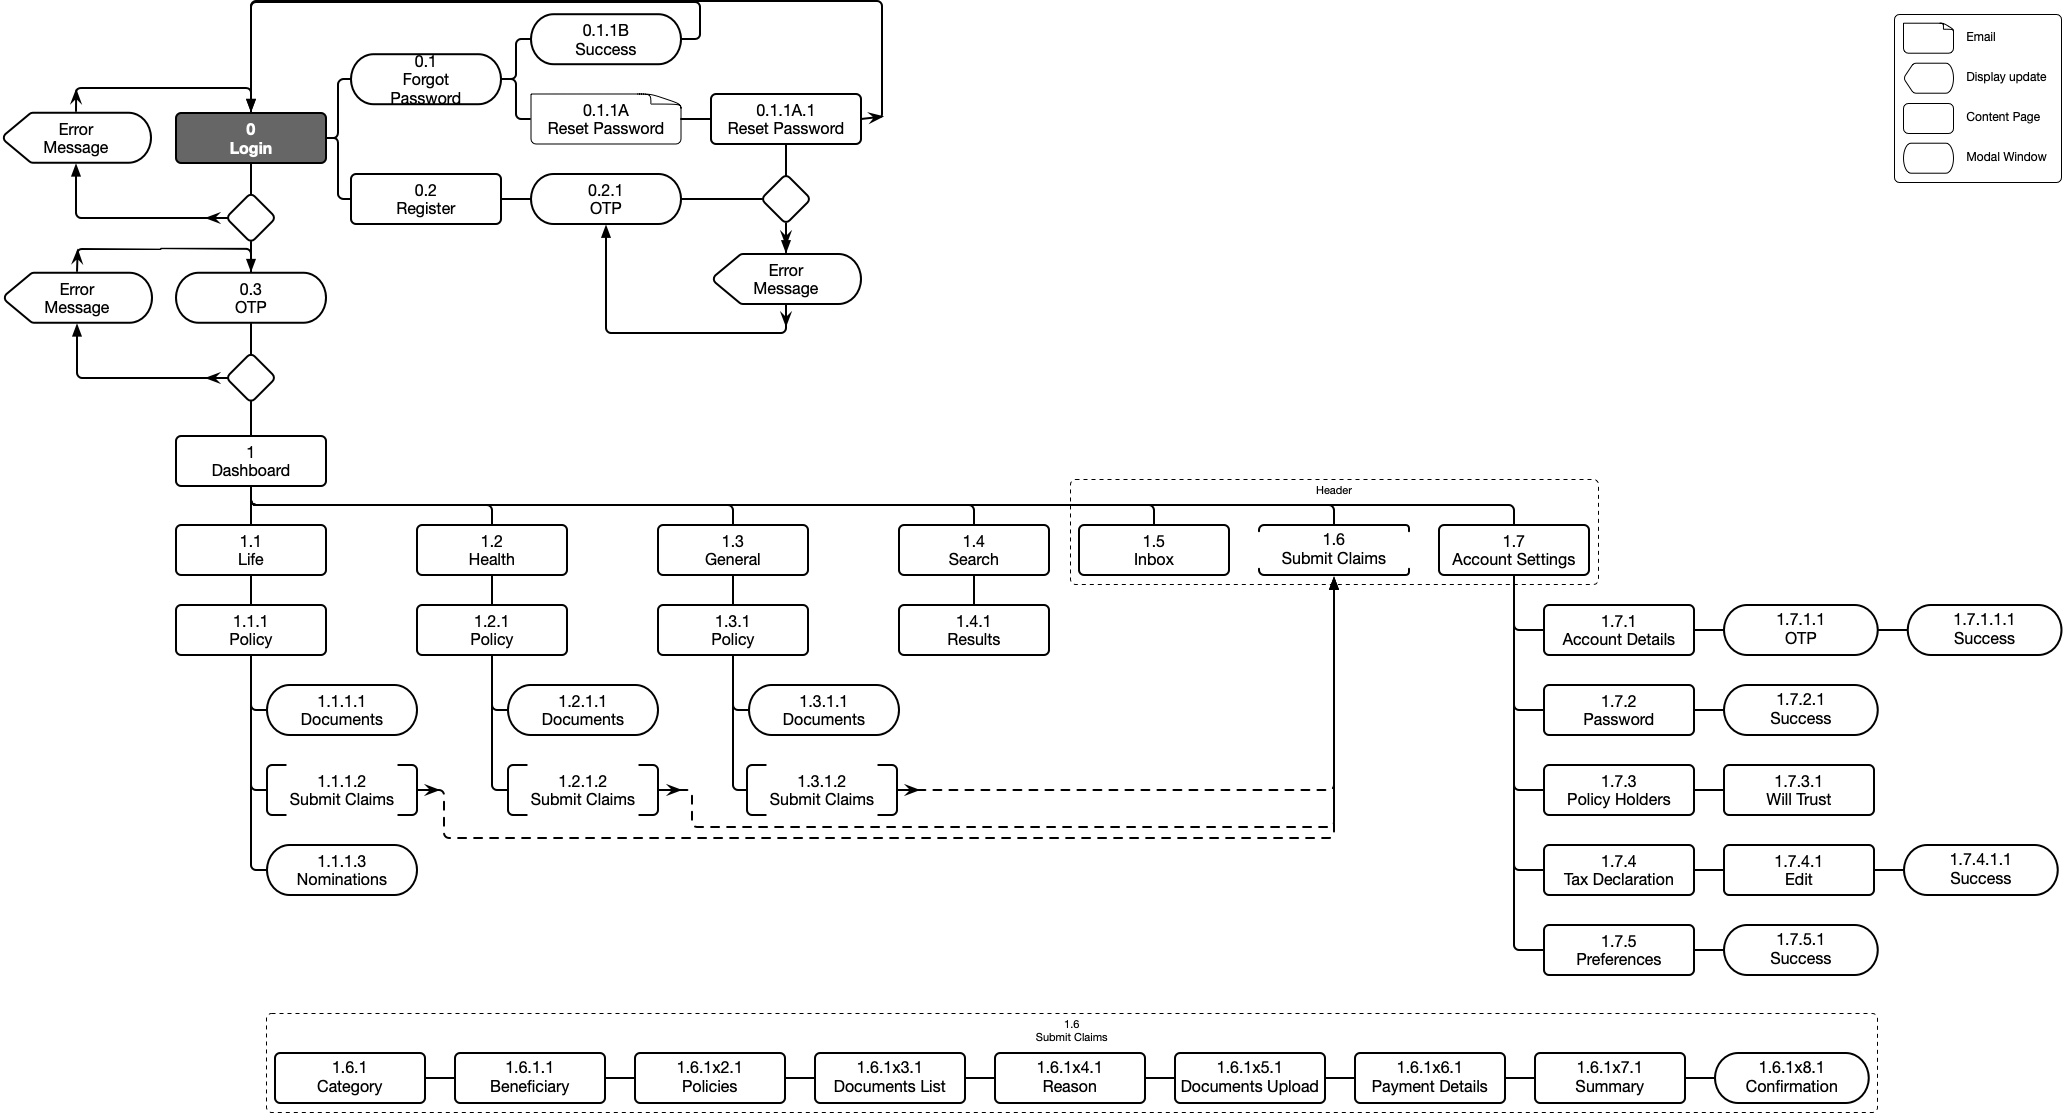 0.1.1B
Success
0.1
Forgot
Password
Email
Display update
Content Page
Modal Window
0.1.1A
Reset Password
0.1.1A.1
Reset Password
Error
Message
0
Login
0.2
Register
0.2.1
OTP
Error
Message
0.3
OTP
Error
Message
1
Dashboard
Header
1.1
Life
1.2
Health
1.3
General
1.4
Search
1.5
Inbox
1.6
Submit Claims
1.7
Account Settings
1.1.1
Policy
1.2.1
Policy
1.3.1
Policy
1.4.1
Results
1.7.1
Account Details
1.7.1.1
OTP
1.7.1.1.1
Success
1.1.1.1
Documents
1.2.1.1
Documents
1.3.1.1
Documents
1.7.2
Password
1.7.2.1
Success
1.1.1.2
Submit Claims
1.2.1.2
Submit Claims
1.3.1.2
Submit Claims
1.7.3
Policy Holders
1.7.3.1
Will Trust
1.1.1.3
Nominations
1.7.4
Tax Declaration
1.7.4.1
Edit
1.7.4.1.1
Success
1.7.5
Preferences
1.7.5.1
Success
1.6
Submit Claims
1.6.1
Category
1.6.1.1
Beneficiary
1.6.1x2.1
Policies
1.6.1x3.1
Documents List
1.6.1x4.1
Reason
1.6.1x5.1
Documents Upload
1.6.1x6.1
Payment Details
1.6.1x7.1
Summary
1.6.1x8.1
Confirmation